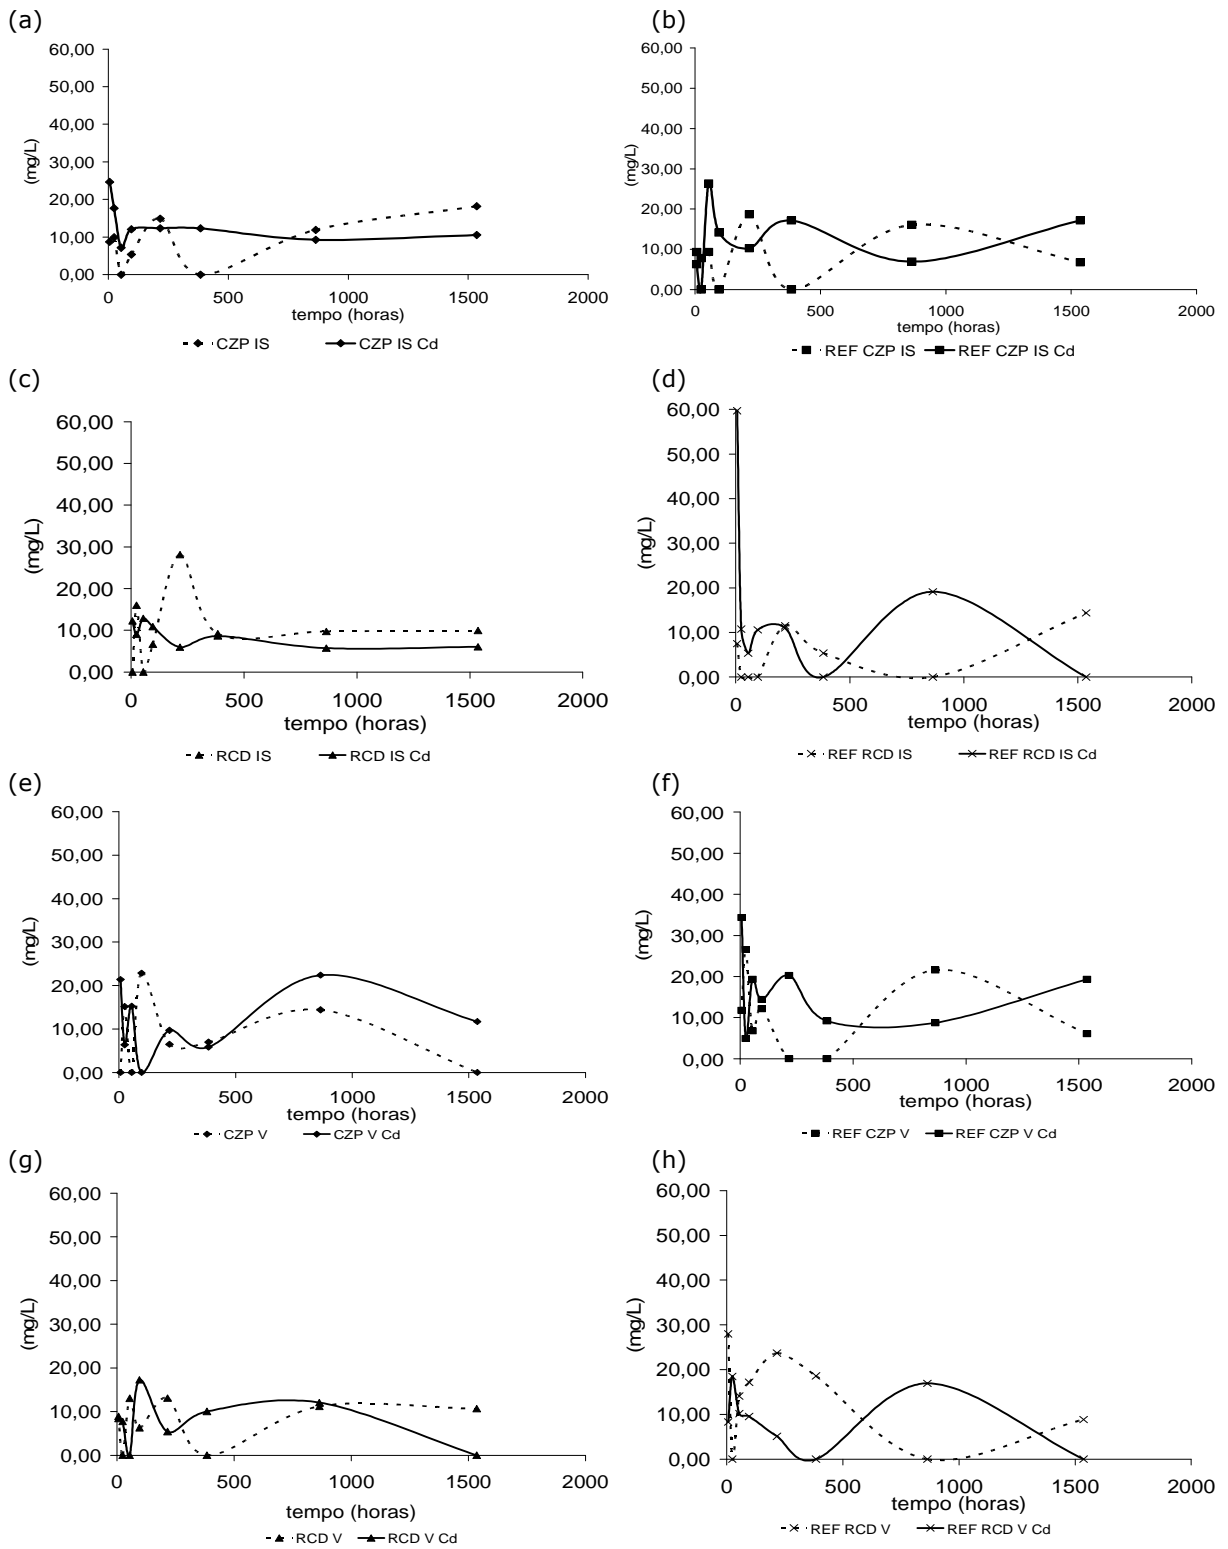 (a)
60,00
50,00
40,00
30,00
20,00
10,00
0,00
(mg/L)
0 500 1000 1500 2000
tempo (horas)
CZP IS CZP IS Cd
(b)
60,00
50,00
40,00
30,00
20,00
10,00
0,00
(mg/L)
0 500 1000 1500 2000
tempo (horas)
REF CZP IS REF CZP IS Cd
(c)
60,00
50,00
40,00
30,00
20,00
10,00
0,00
(mg/L)
0 500 1000 1500 2000
tempo (horas)
RCD IS RCD IS Cd
(d)
60,00
50,00
40,00
30,00
20,00
10,00
0,00
(mg/L)
0 500 1000 1500 2000
tempo (horas)
REF RCD IS REF RCD IS Cd
(e)
60,00
50,00
40,00
30,00
20,00
10,00
0,00
(mg/L)
0 500 1000 1500 2000
tempo (horas)
CZP V CZP V Cd
(f)
60,00
50,00
40,00
30,00
20,00
10,00
0,00
(mg/L)
0 500 1000 1500 2000
tempo (horas)
REF CZP V REF CZP V Cd
(g)
60,00
50,00
40,00
30,00
20,00
10,00
0,00
(mg/L)
0 500 1000 1500 2000
tempo (horas)
RCD V RCD V Cd
(h)
60,00
50,00
40,00
30,00
20,00
10,00
0,00
(mg/L)
0 500 1000 1500 2000
tempo (horas)
REF RCD V REF RCD V Cd